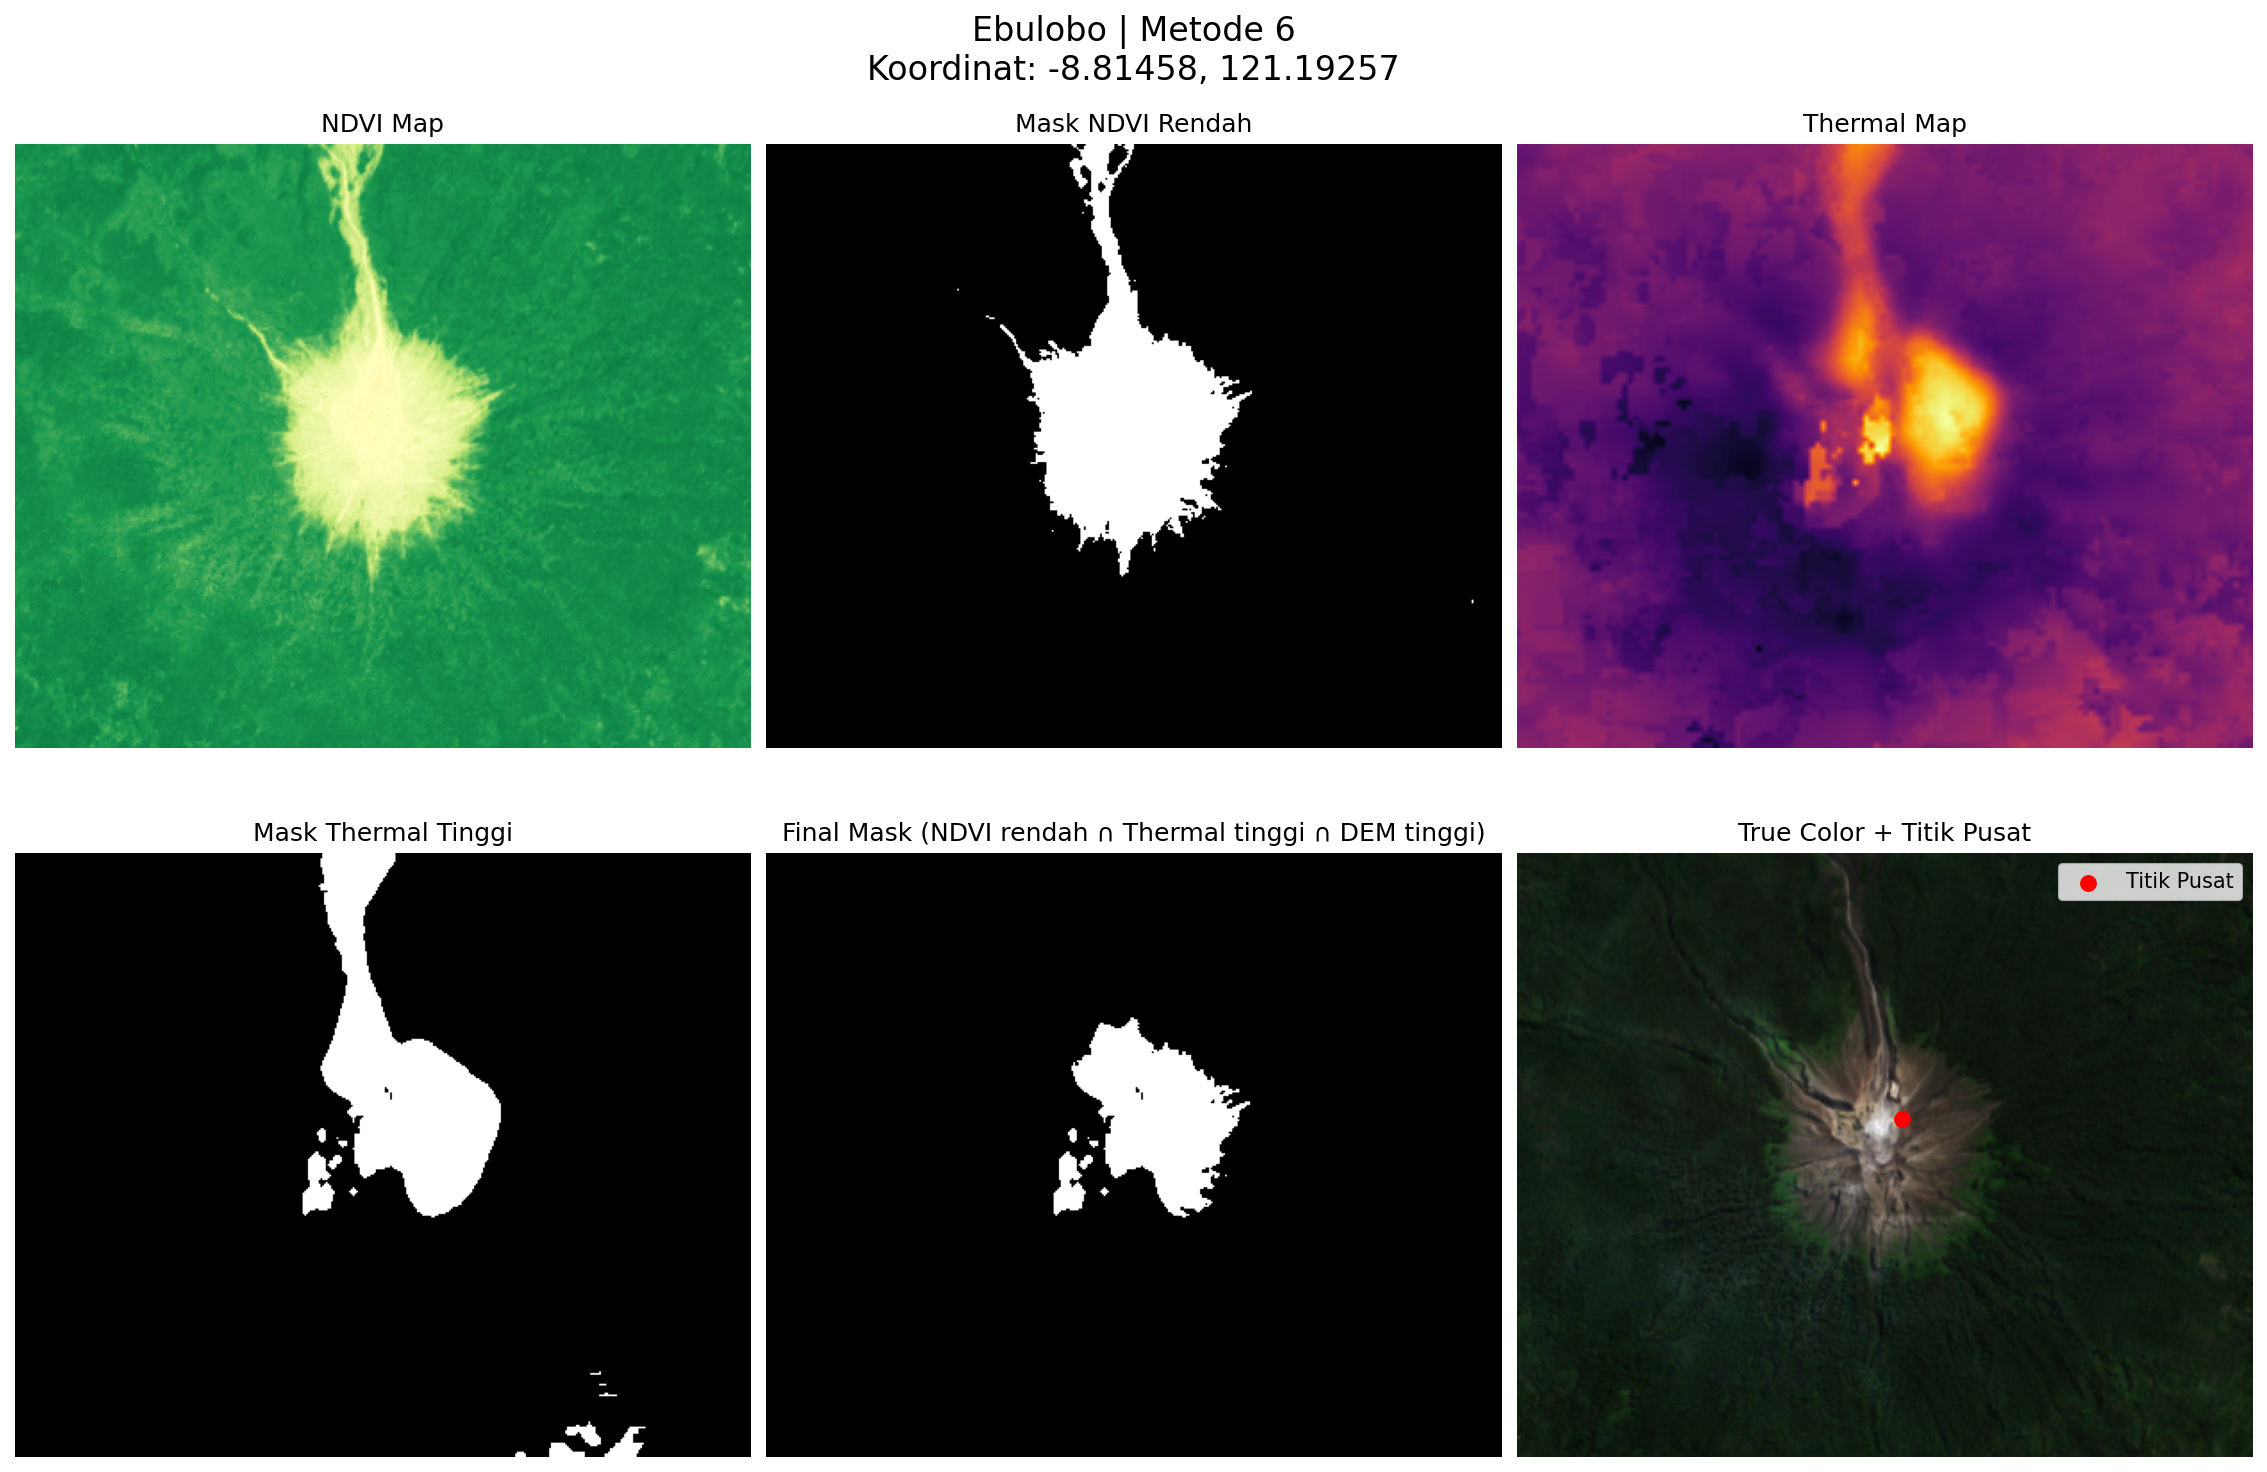 Ebulobo | Metode 6
Koordinat: -8.81458, 121.19257
NDVI Map
Mask NDVI Rendah
Thermal Map
Mask Thermal Tinggi
Final Mask (NDVI rendah ∩ Thermal tinggi ∩ DEM tinggi)
True Color + Titik Pusat
Titik Pusat